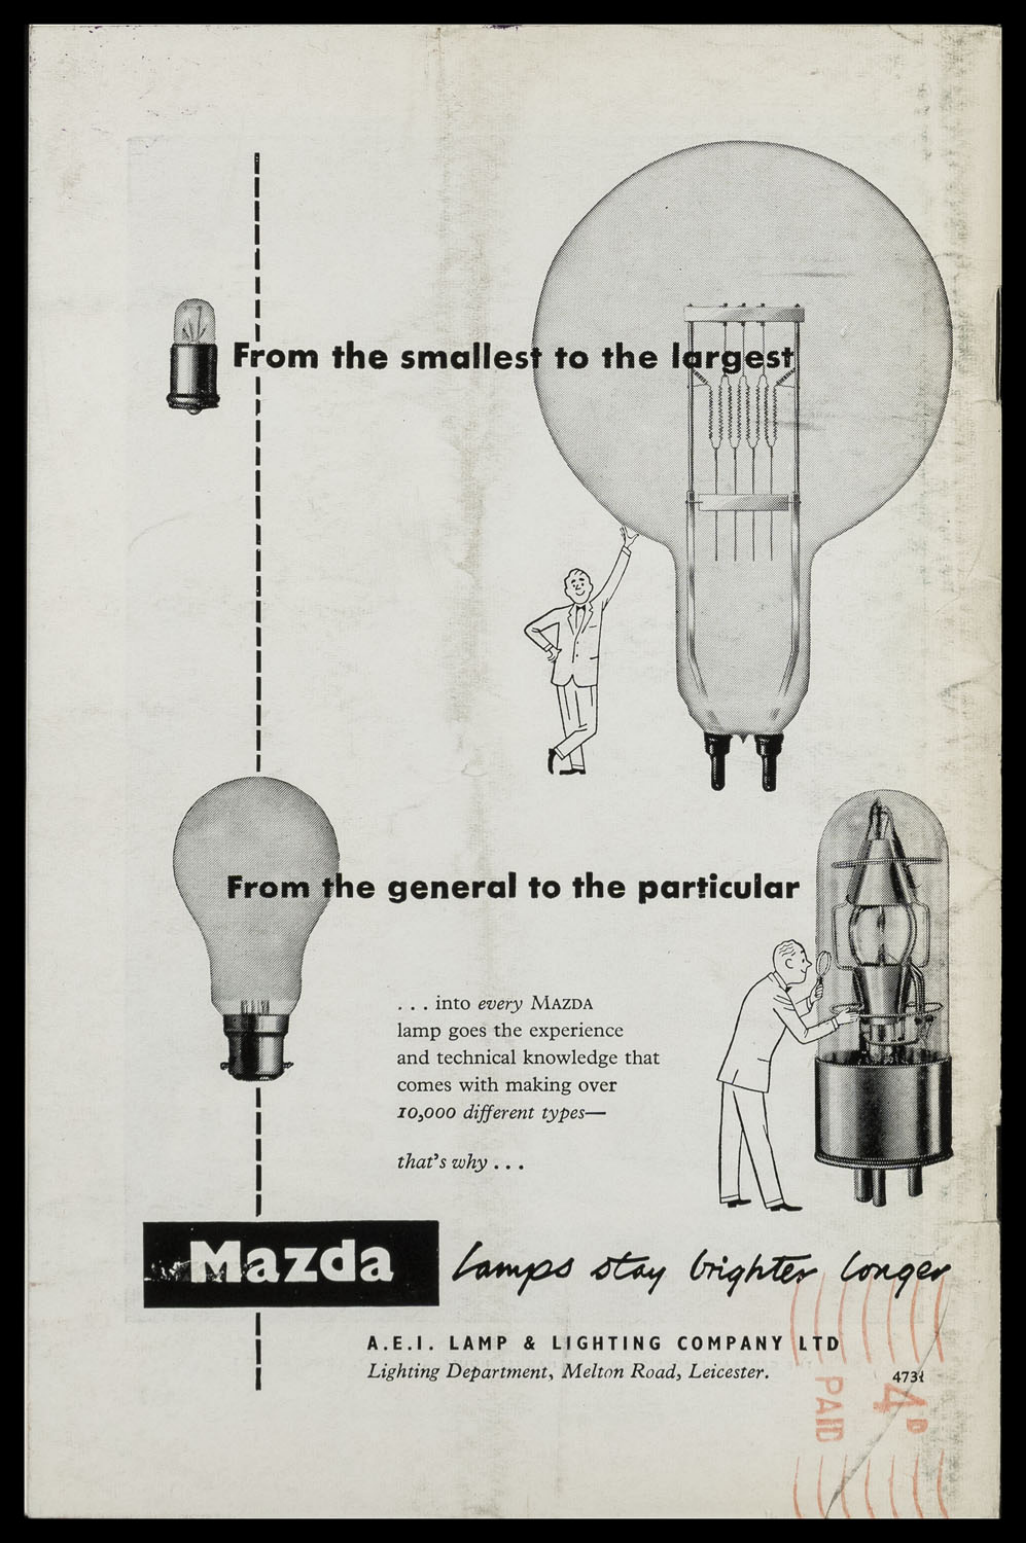 From the smallest to the largest
From the general to the particular
. . . into every MAZDA
lamp goes the experience
and technical knowledge that
comes with making over
10,000 different types—
that's why . . .
Mazda Lamps stay brighter longer
A.E.I. LAMP & LIGHTING COMPANY LTD
Lighting Department, Melton Road, Leicester.
4731
4D
PAID